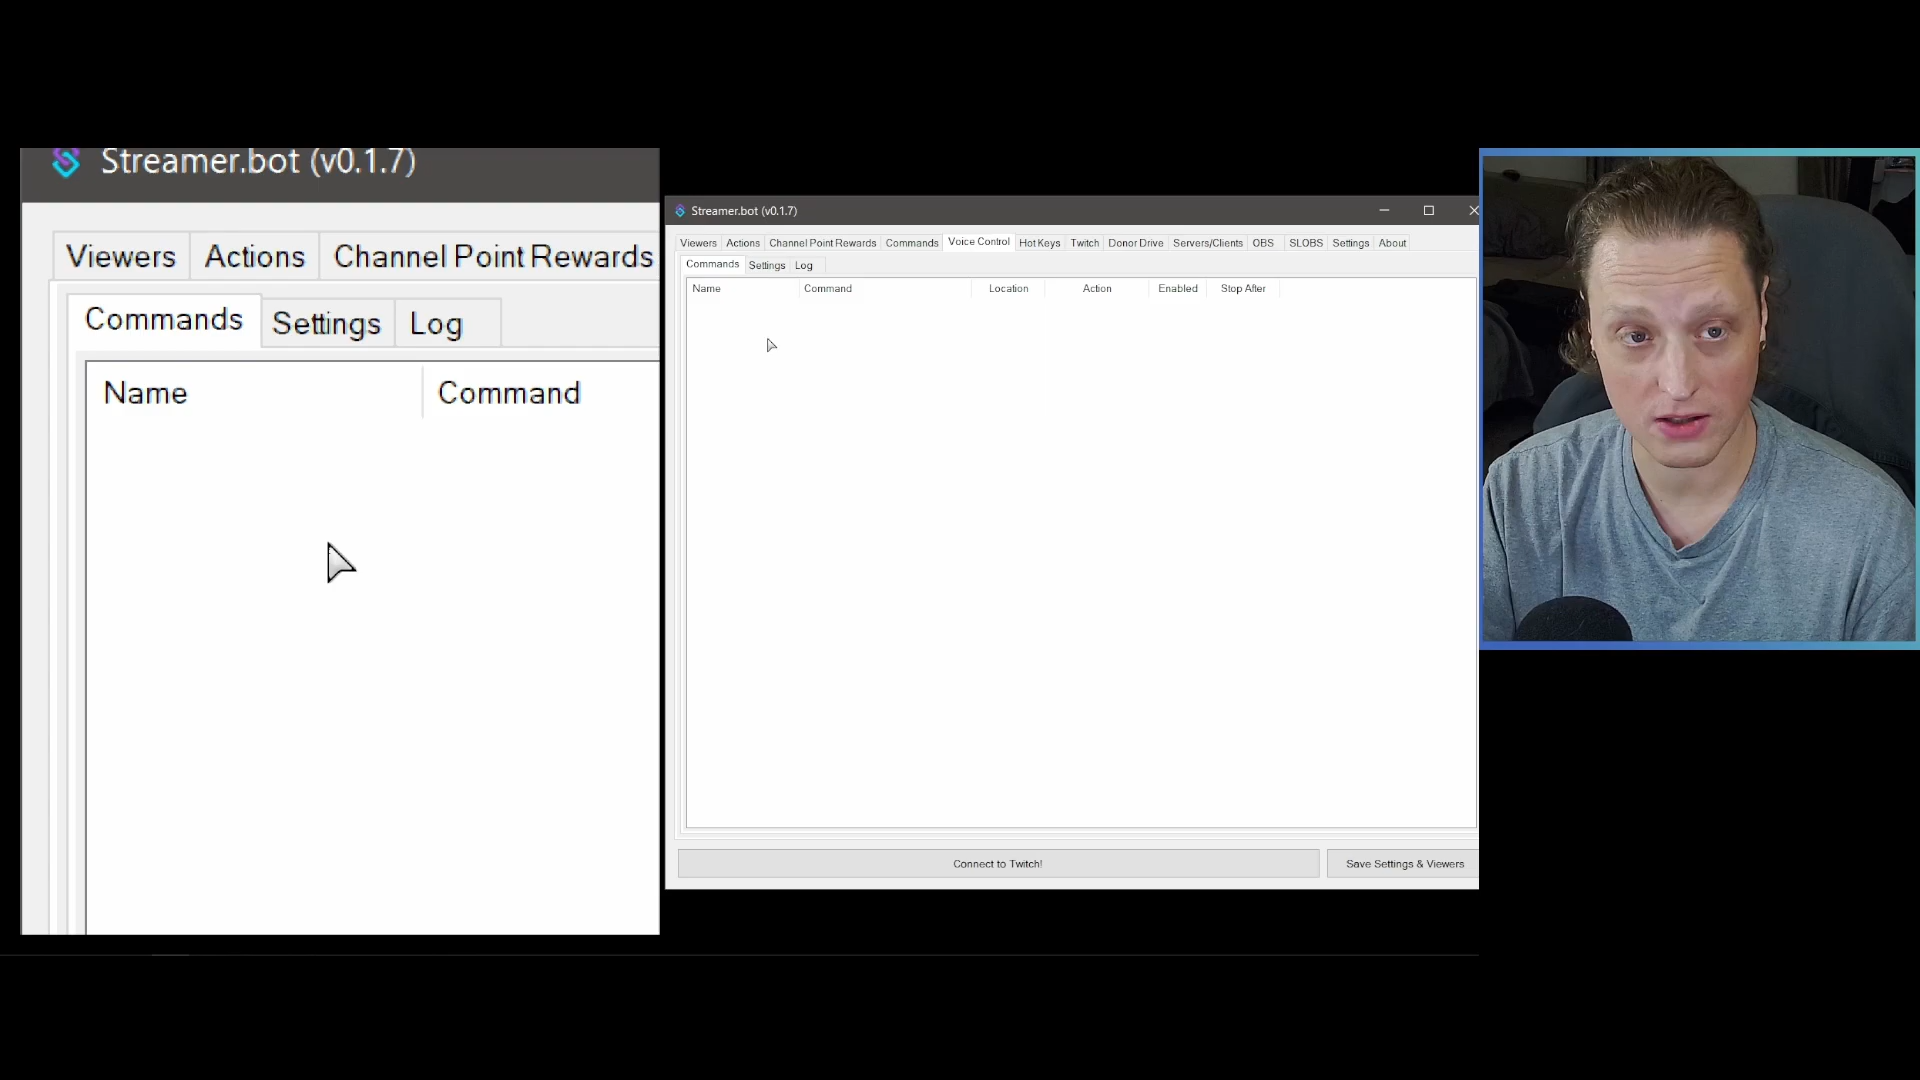 Streamer.bot (v0.1.7)
Viewers Actions Channel Point Rewards
Commands Settings Log
Name Command
Streamer.bot (v0.1.7)
Viewers Actions Channel Point Rewards Commands Voice Control Hot Keys Twitch Donor Drive Servers/Clients OBS SLOBS Settings About
Commands Settings Log
Name Command Location Action Enabled Stop After
Connect to Twitch! Save Settings & Viewers